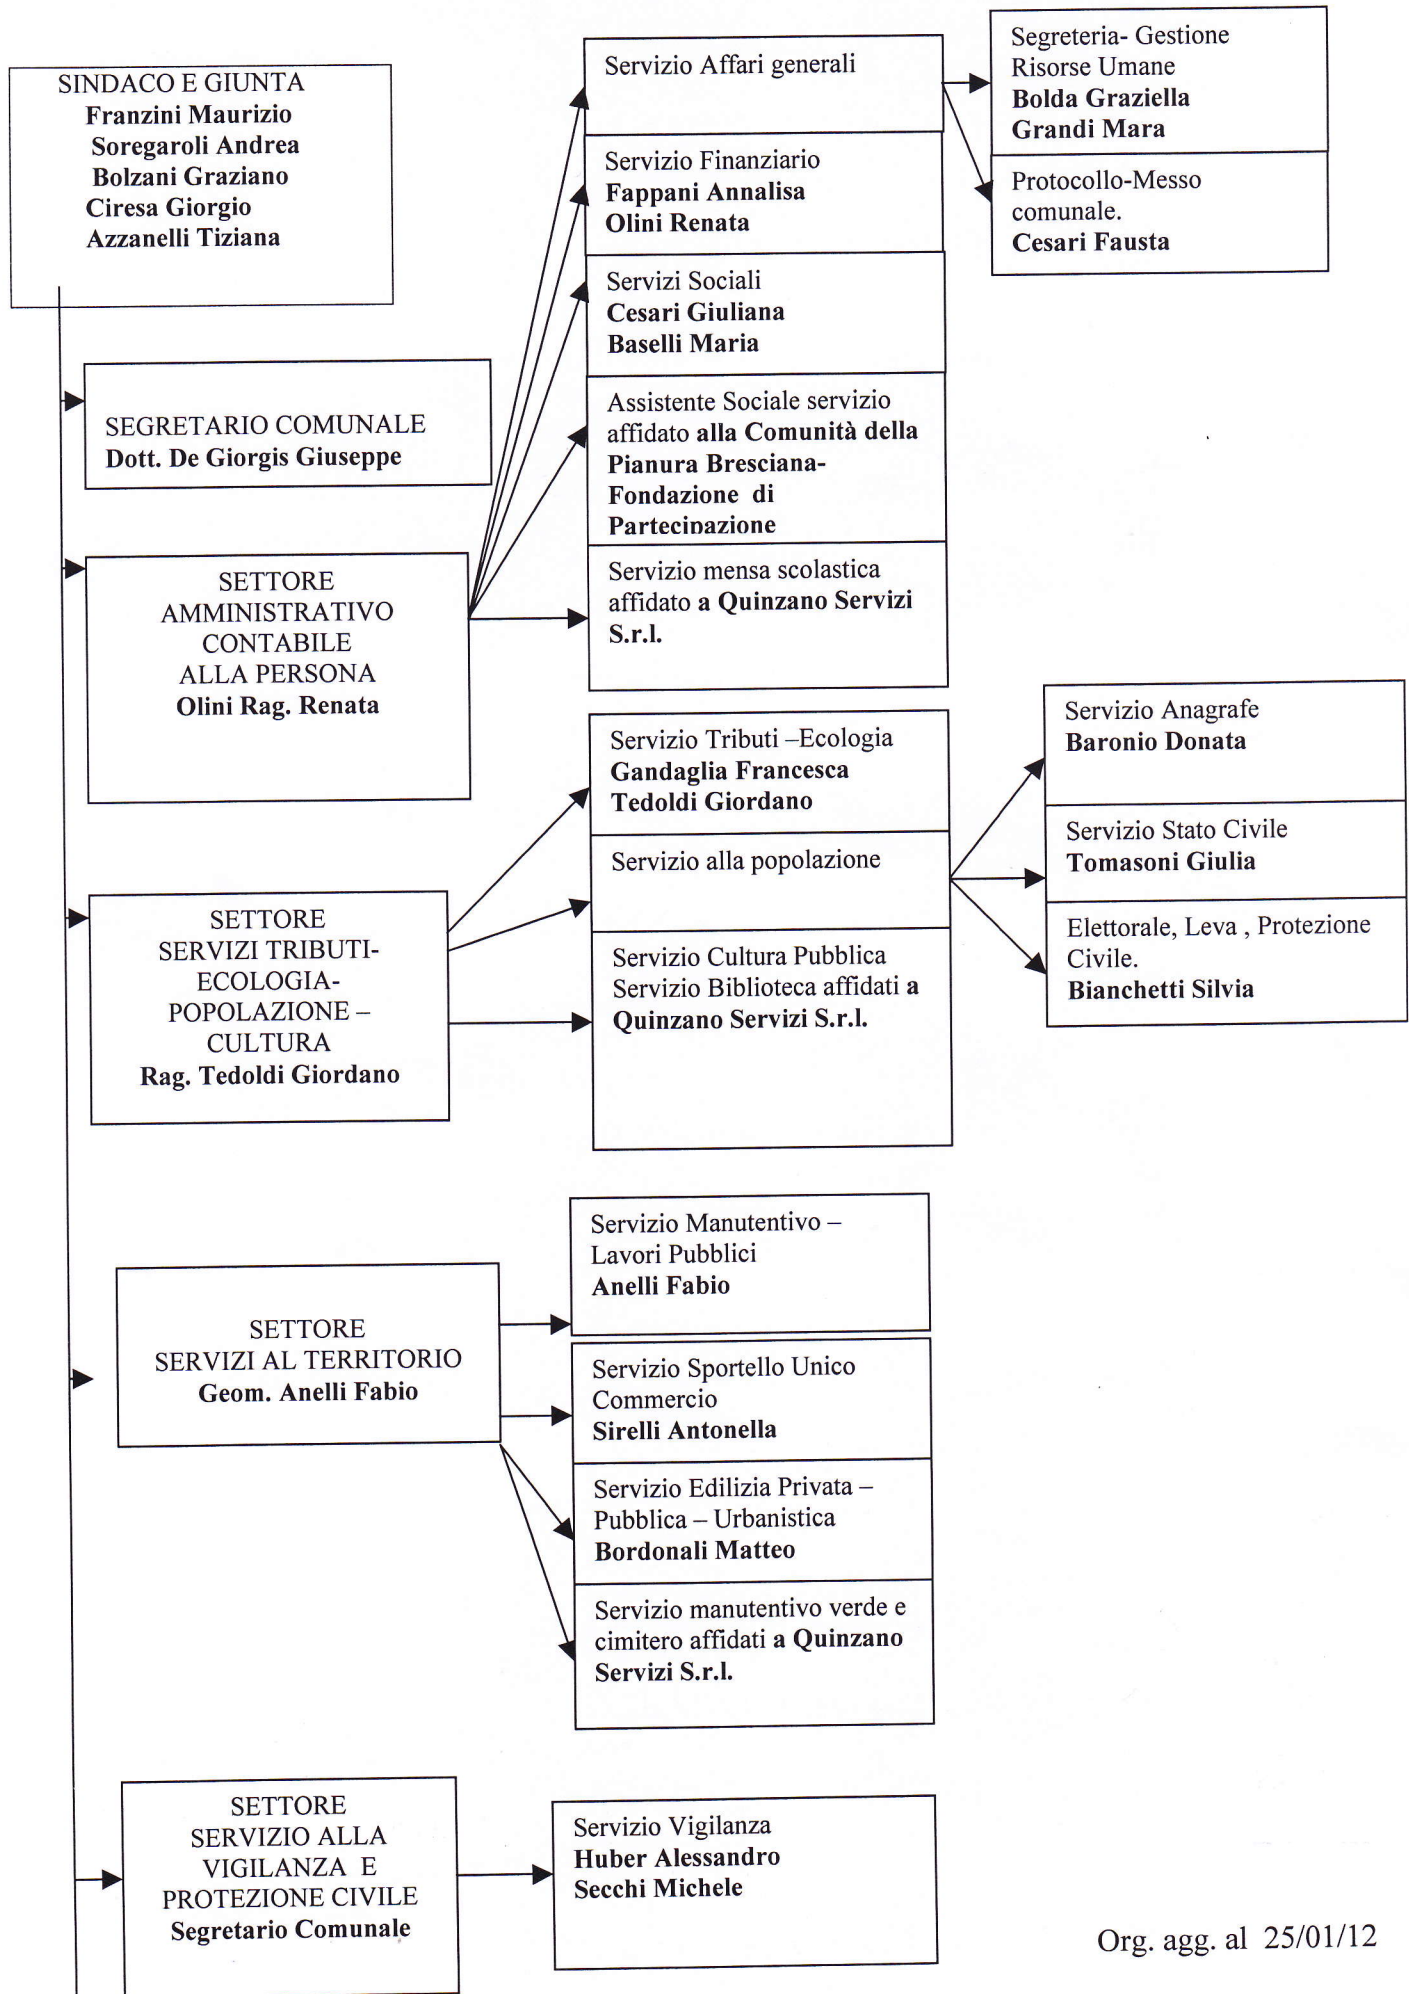 SINDACO E GIUNTA
Franzini Maurizio
Soregaroli Andrea
Bolzani Graziano
Ciresa Giorgio
Azzanelli Tiziana
SEGRETARIO COMUNALE
Dott. De Giorgis Giuseppe
SETTORE
AMMINISTRATIVO
CONTABILE
ALLA PERSONA
Olini Rag. Renata
Servizio Affari generali
Servizio Finanziario
Fappani Annalisa
Olini Renata
Servizi Sociali
Cesari Giuliana
Baselli Maria
Assistente Sociale servizio
affidato alla Comunità della
Pianura Bresciana-
Fondazione di
Partecipazione
Servizio mensa scolastica
affidato a Quinzano Servizi
S.r.l.
Segreteria- Gestione
Risorse Umane
Bolda Graziella
Grandi Mara
Protocollo-Messo
comunale.
Cesari Fausta
SETTORE
SERVIZI TRIBUTI-
ECOLOGIA-
POPOLAZIONE –
CULTURA
Rag. Tedoldi Giordano
Servizio Tributi –Ecologia
Gandaglia Francesca
Tedoldi Giordano
Servizio alla popolazione
Servizio Cultura Pubblica
Servizio Biblioteca affidati a
Quinzano Servizi S.r.l.
Servizio Anagrafe
Baronio Donata
Servizio Stato Civile
Tomasoni Giulia
Elettorale, Leva , Protezione
Civile.
Bianchetti Silvia
SETTORE
SERVIZI AL TERRITORIO
Geom. Anelli Fabio
Servizio Manutentivo –
Lavori Pubblici
Anelli Fabio
Servizio Sportello Unico
Commercio
Sirelli Antonella
Servizio Edilizia Privata –
Pubblica – Urbanistica
Bordonali Matteo
Servizio manutentivo verde e
cimitero affidati a Quinzano
Servizi S.r.l.
SETTORE
SERVIZIO ALLA
VIGILANZA E
PROTEZIONE CIVILE
Segretario Comunale
Servizio Vigilanza
Huber Alessandro
Secchi Michele
Org. agg. al 25/01/12